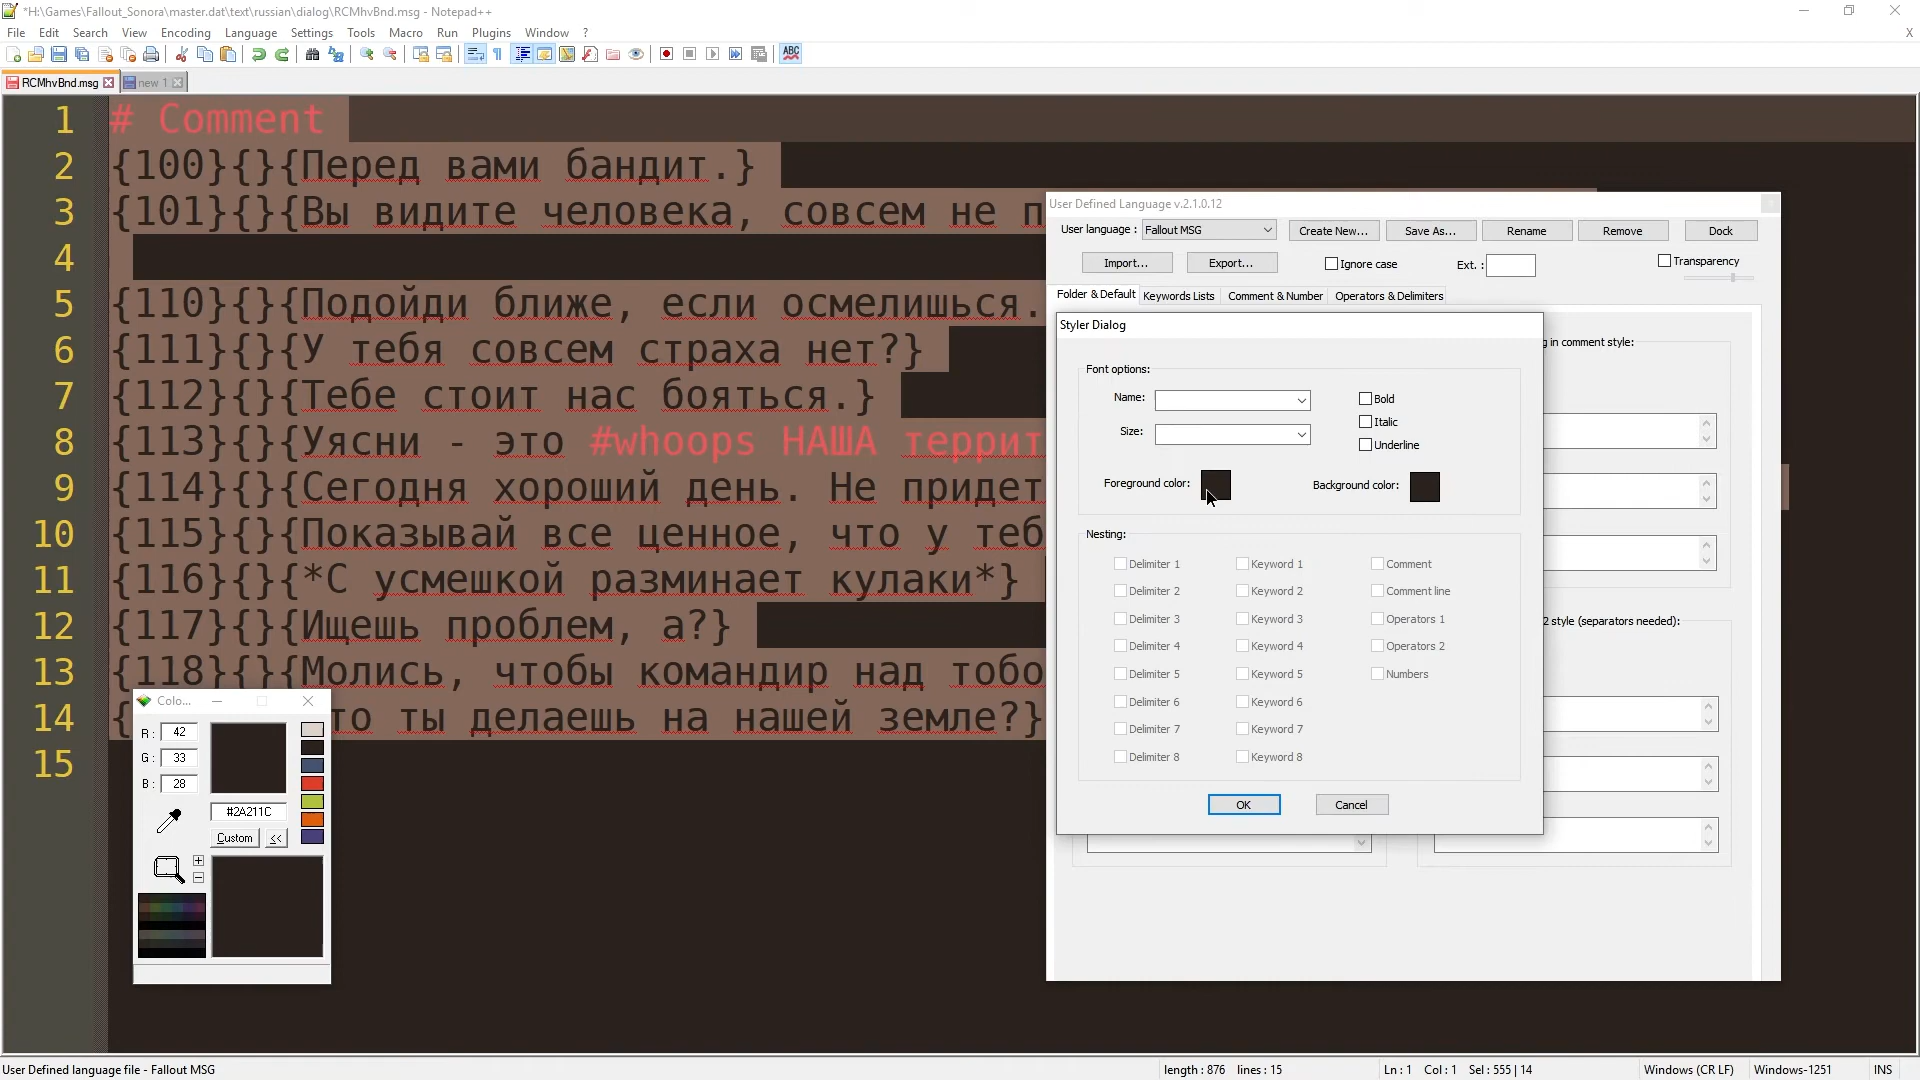 *H:\Games\Fallout_Sonora\master.dat\text\russian\dialog\RCMhvBnd.msg - Notepad++
File Edit Search View Encoding Language Settings Tools Macro Run Plugins Window ? X
ABC
RCMhvBnd.msg new 1
1 # Comment
2 {100}{}{Перед вами бандит.}
3 {101}{}{Вы видите человека, совсем не п
4
5 {110}{}{Подойди ближе, если осмелишься.
6 {111}{}{У тебя совсем страха нет?}
7 {112}{}{Тебе стоит нас бояться.}
8 {113}{}{Уясни - это #whoops НАША террит
9 {114}{}{Сегодня хороший день. Не придет
10 {115}{}{Показывай все ценное, что у теб
11 {116}{}{*С усмешкой разминает кулаки*}
12 {117}{}{Ищешь проблем, а?}
13 {118}{}{Молись, чтобы командир над тобо
14 { то ты делаешь на нашей земле?}
15
User Defined Language v.2.1.0.12
User language : Fallout MSG Create New... Save As... Rename Remove Dock
Import... Export... Ignore case Ext. : Transparency
Folder & Default Keywords Lists Comment & Number Operators & Delimiters
Styler Dialog
g in comment style:
Font options:
Name: Bold
Italic
Size: Underline
Foreground color: Background color:
Nesting:
Delimiter 1 Keyword 1 Comment
Delimiter 2 Keyword 2 Comment line
Delimiter 3 Keyword 3 Operators 1
2 style (separators needed):
Delimiter 4 Keyword 4 Operators 2
Delimiter 5 Keyword 5 Numbers
Delimiter 6 Keyword 6
Delimiter 7 Keyword 7
Delimiter 8 Keyword 8
OK Cancel
Colo...
R: 42
G: 33
B: 28
#2A211C
Custom <<
User Defined language file - Fallout MSG length : 876 lines : 15 Ln : 1 Col : 1 Sel : 555 | 14 Windows (CR LF) Windows-1251 INS